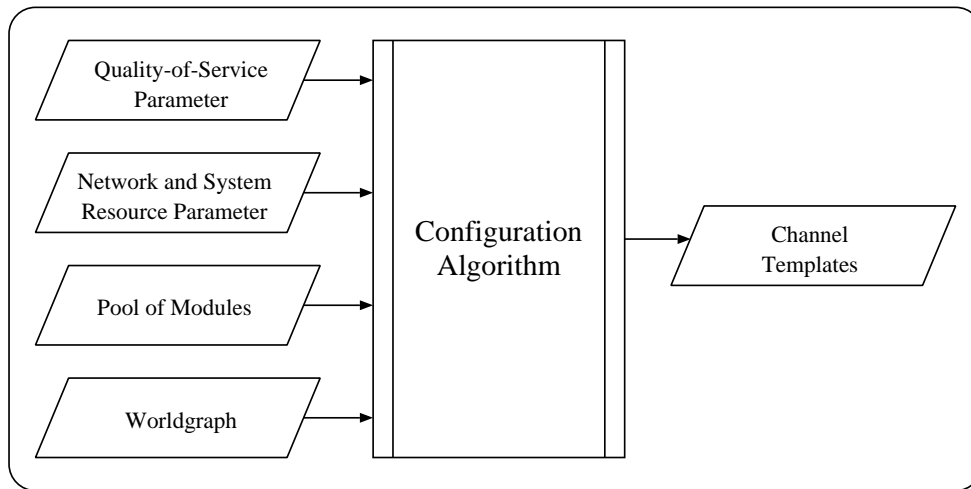 Quality-of-Service
Parameter
Network and System
Resource Parameter
Pool of Modules
Worldgraph
Configuration
Algorithm
Channel
Templates